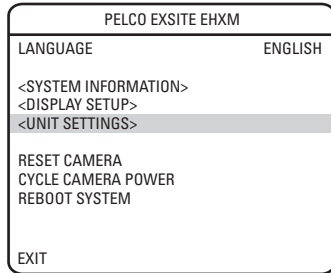 PELCO EXSITE EHXM
LANGUAGE ENGLISH
<SYSTEM INFORMATION>
<DISPLAY SETUP>
<UNIT SETTINGS>
RESET CAMERA
CYCLE CAMERA POWER
REBOOT SYSTEM
EXIT